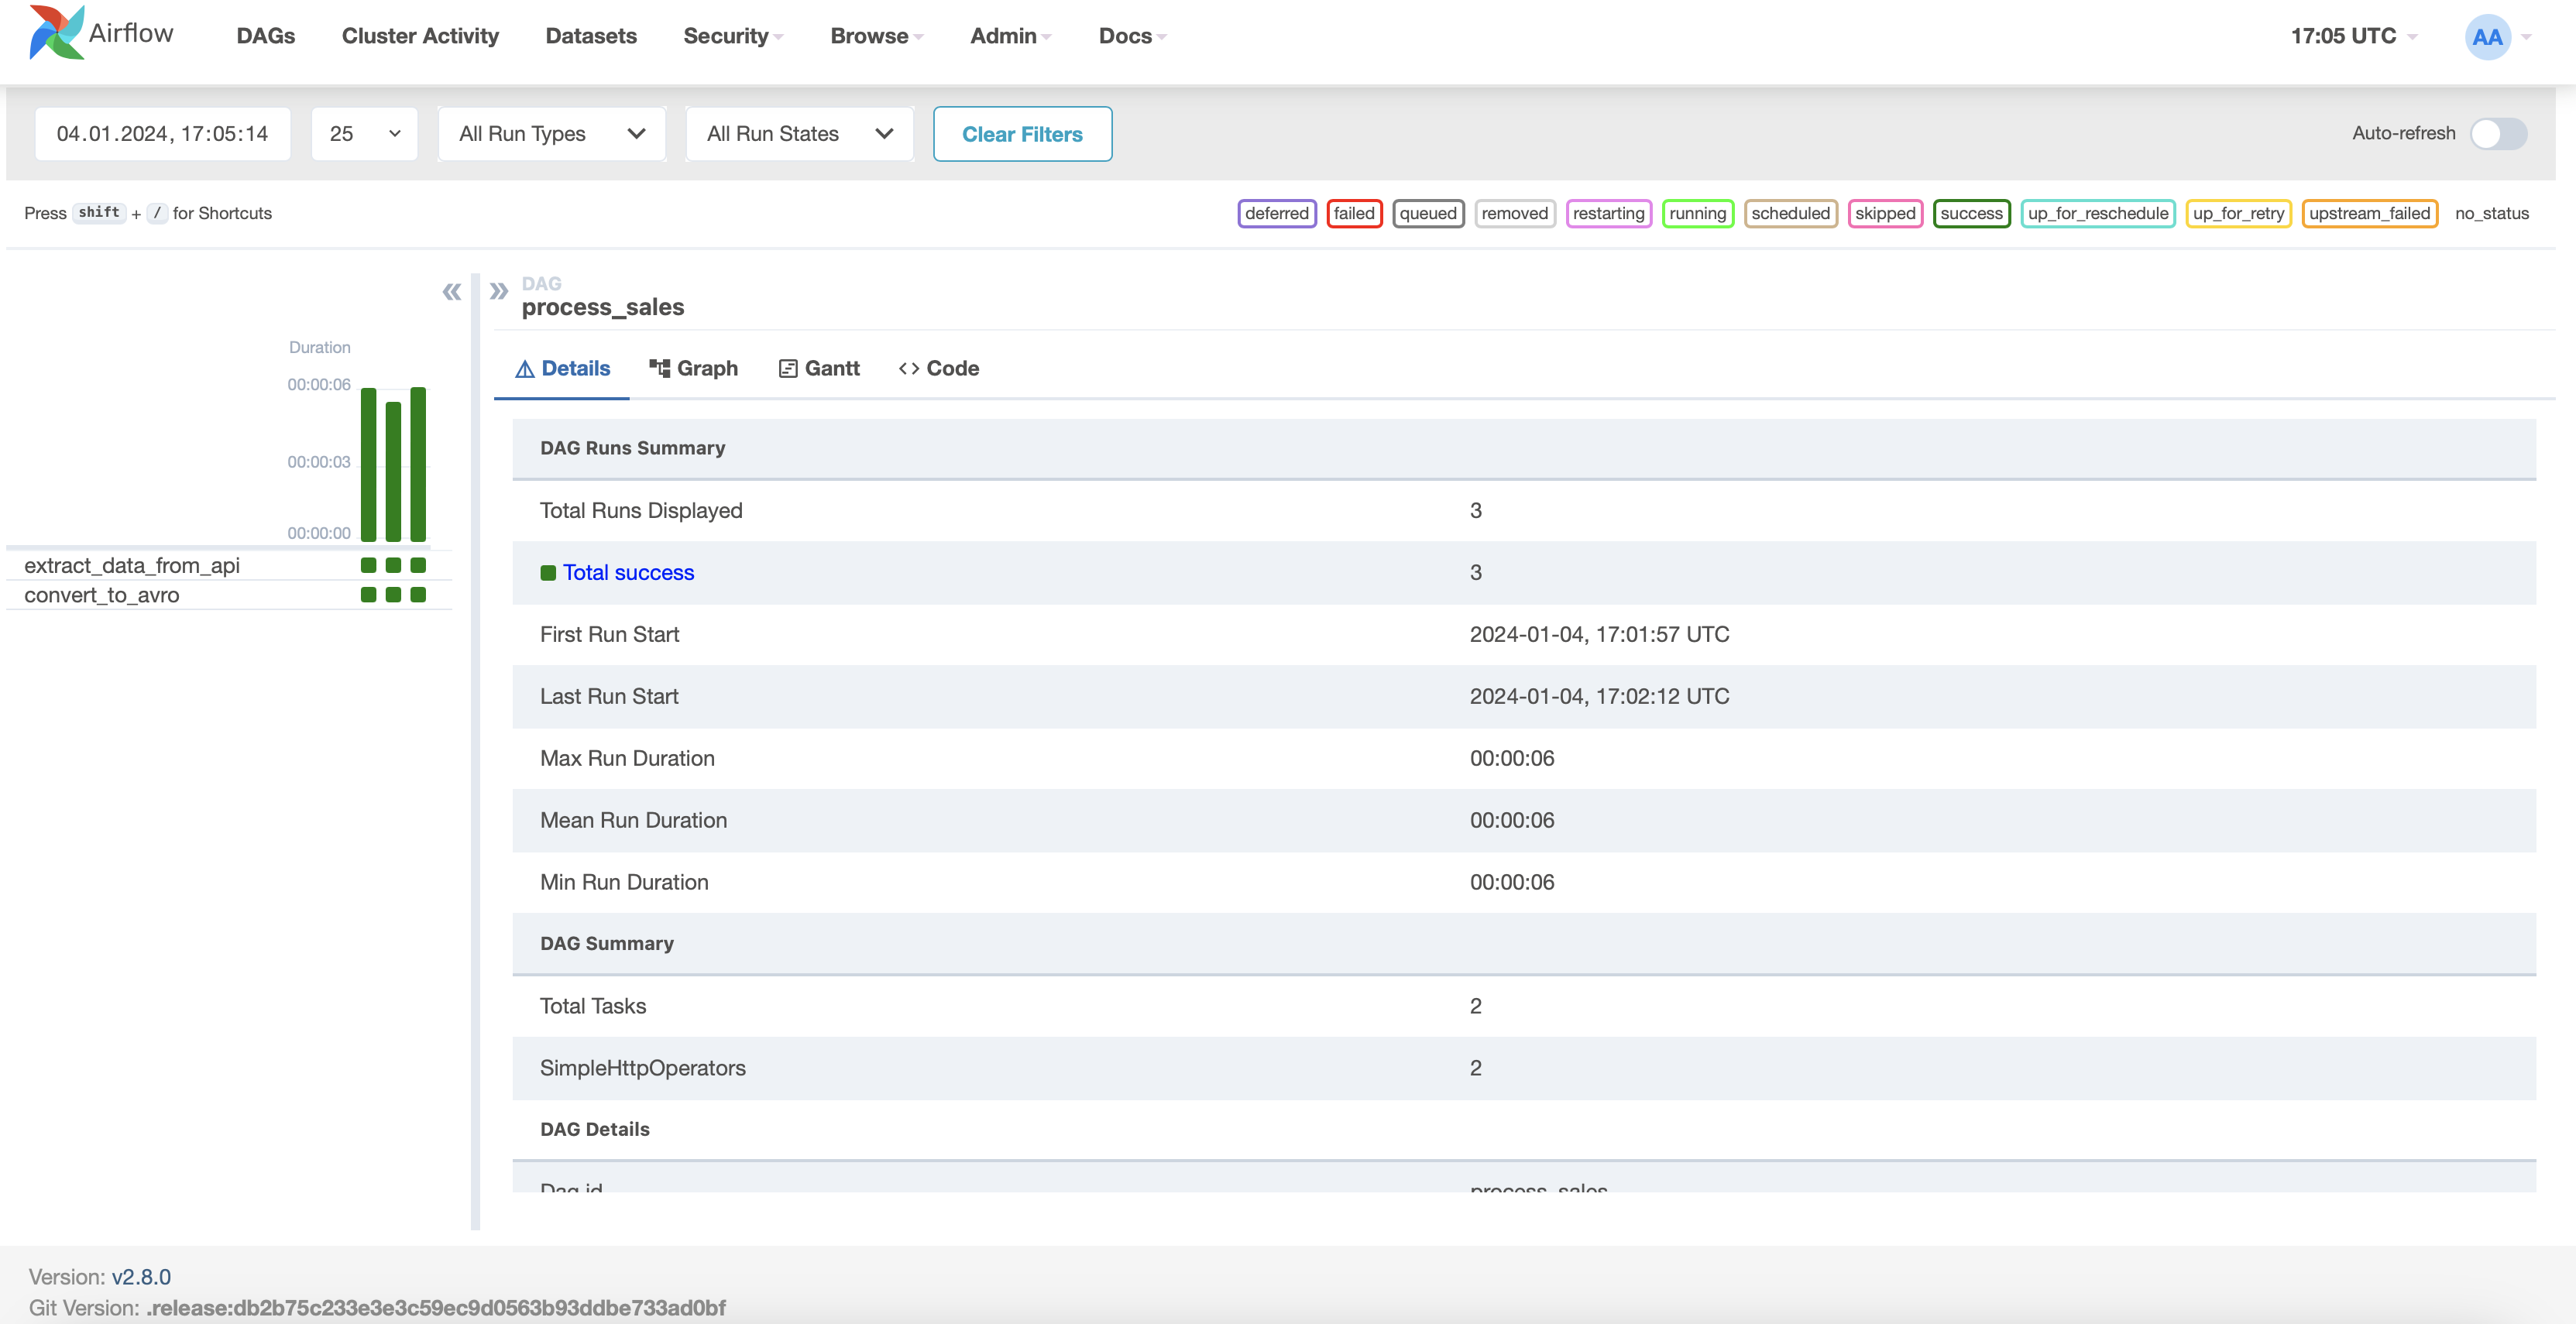 Airflow DAGs Cluster Activity Datasets Security Browse Admin Docs 17:05 UTC AA
04.01.2024, 17:05:14 25 All Run Types All Run States Clear Filters Auto-refresh
Press shift + / for Shortcuts deferred failed queued removed restarting running scheduled skipped success up_for_reschedule up_for_retry upstream_failed no_status
DAG
process_sales
Duration
00:00:06
00:00:03
00:00:00
extract_data_from_api
convert_to_avro
Details Graph Gantt Code
DAG Runs Summary
Total Runs Displayed 3
Total success 3
First Run Start 2024-01-04, 17:01:57 UTC
Last Run Start 2024-01-04, 17:02:12 UTC
Max Run Duration 00:00:06
Mean Run Duration 00:00:06
Min Run Duration 00:00:06
DAG Summary
Total Tasks 2
SimpleHttpOperators 2
DAG Details
Dag id process_sales
Version: v2.8.0
Git Version: .release:db2b75c233e3e3c59ec9d0563b93ddbe733ad0bf